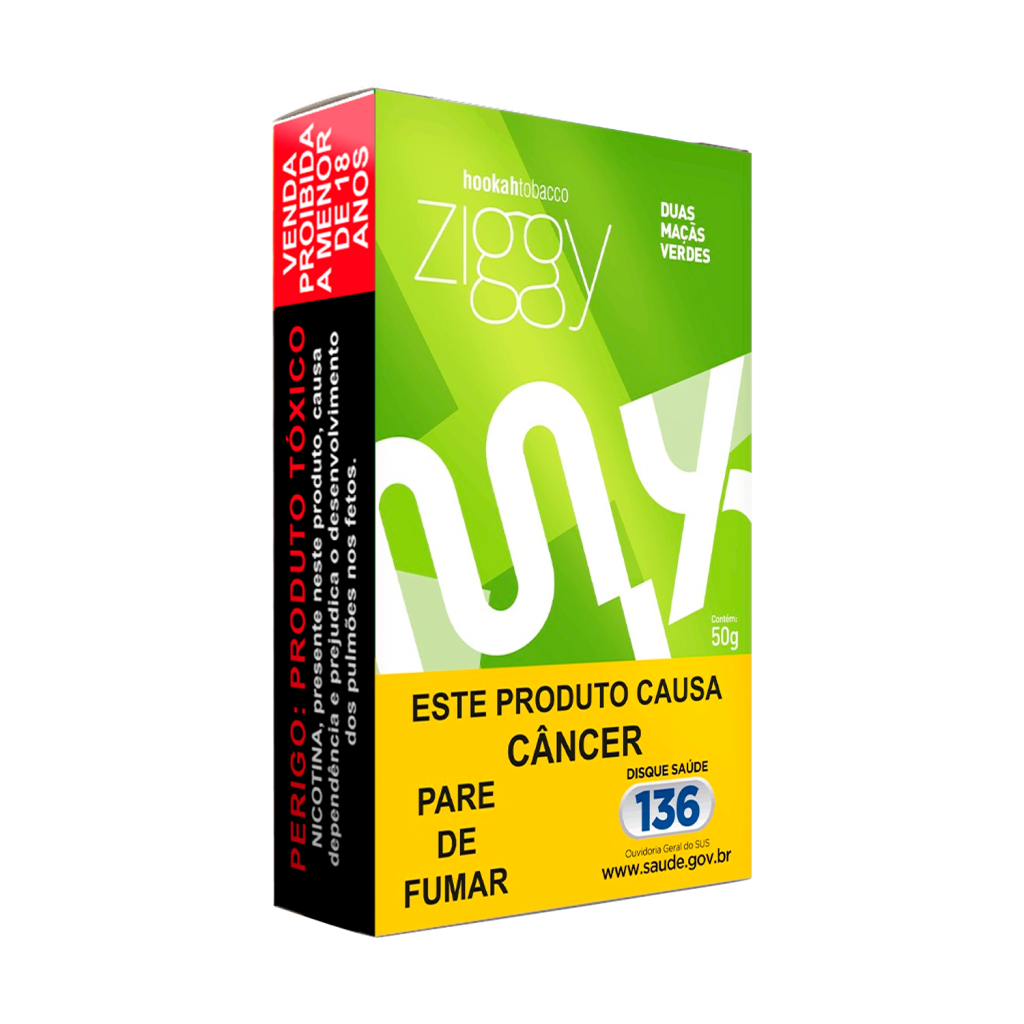 VENDA
PROIBIDA
A MENOR
DE 18
ANOS
PERIGO: PRODUTO TÓXICO
NICOTINA, presente neste produto, causa
dependência e prejudica o desenvolvimento
dos pulmões nos fetos.
hookahtobacco
ziggy
DUAS
MAÇÃS
VERDES
my
Contém:
50g
ESTE PRODUTO CAUSA
CÂNCER
PARE
DE
FUMAR
DISQUE SAÚDE
136
Ouvidoria Geral do SUS
www.saude.gov.br